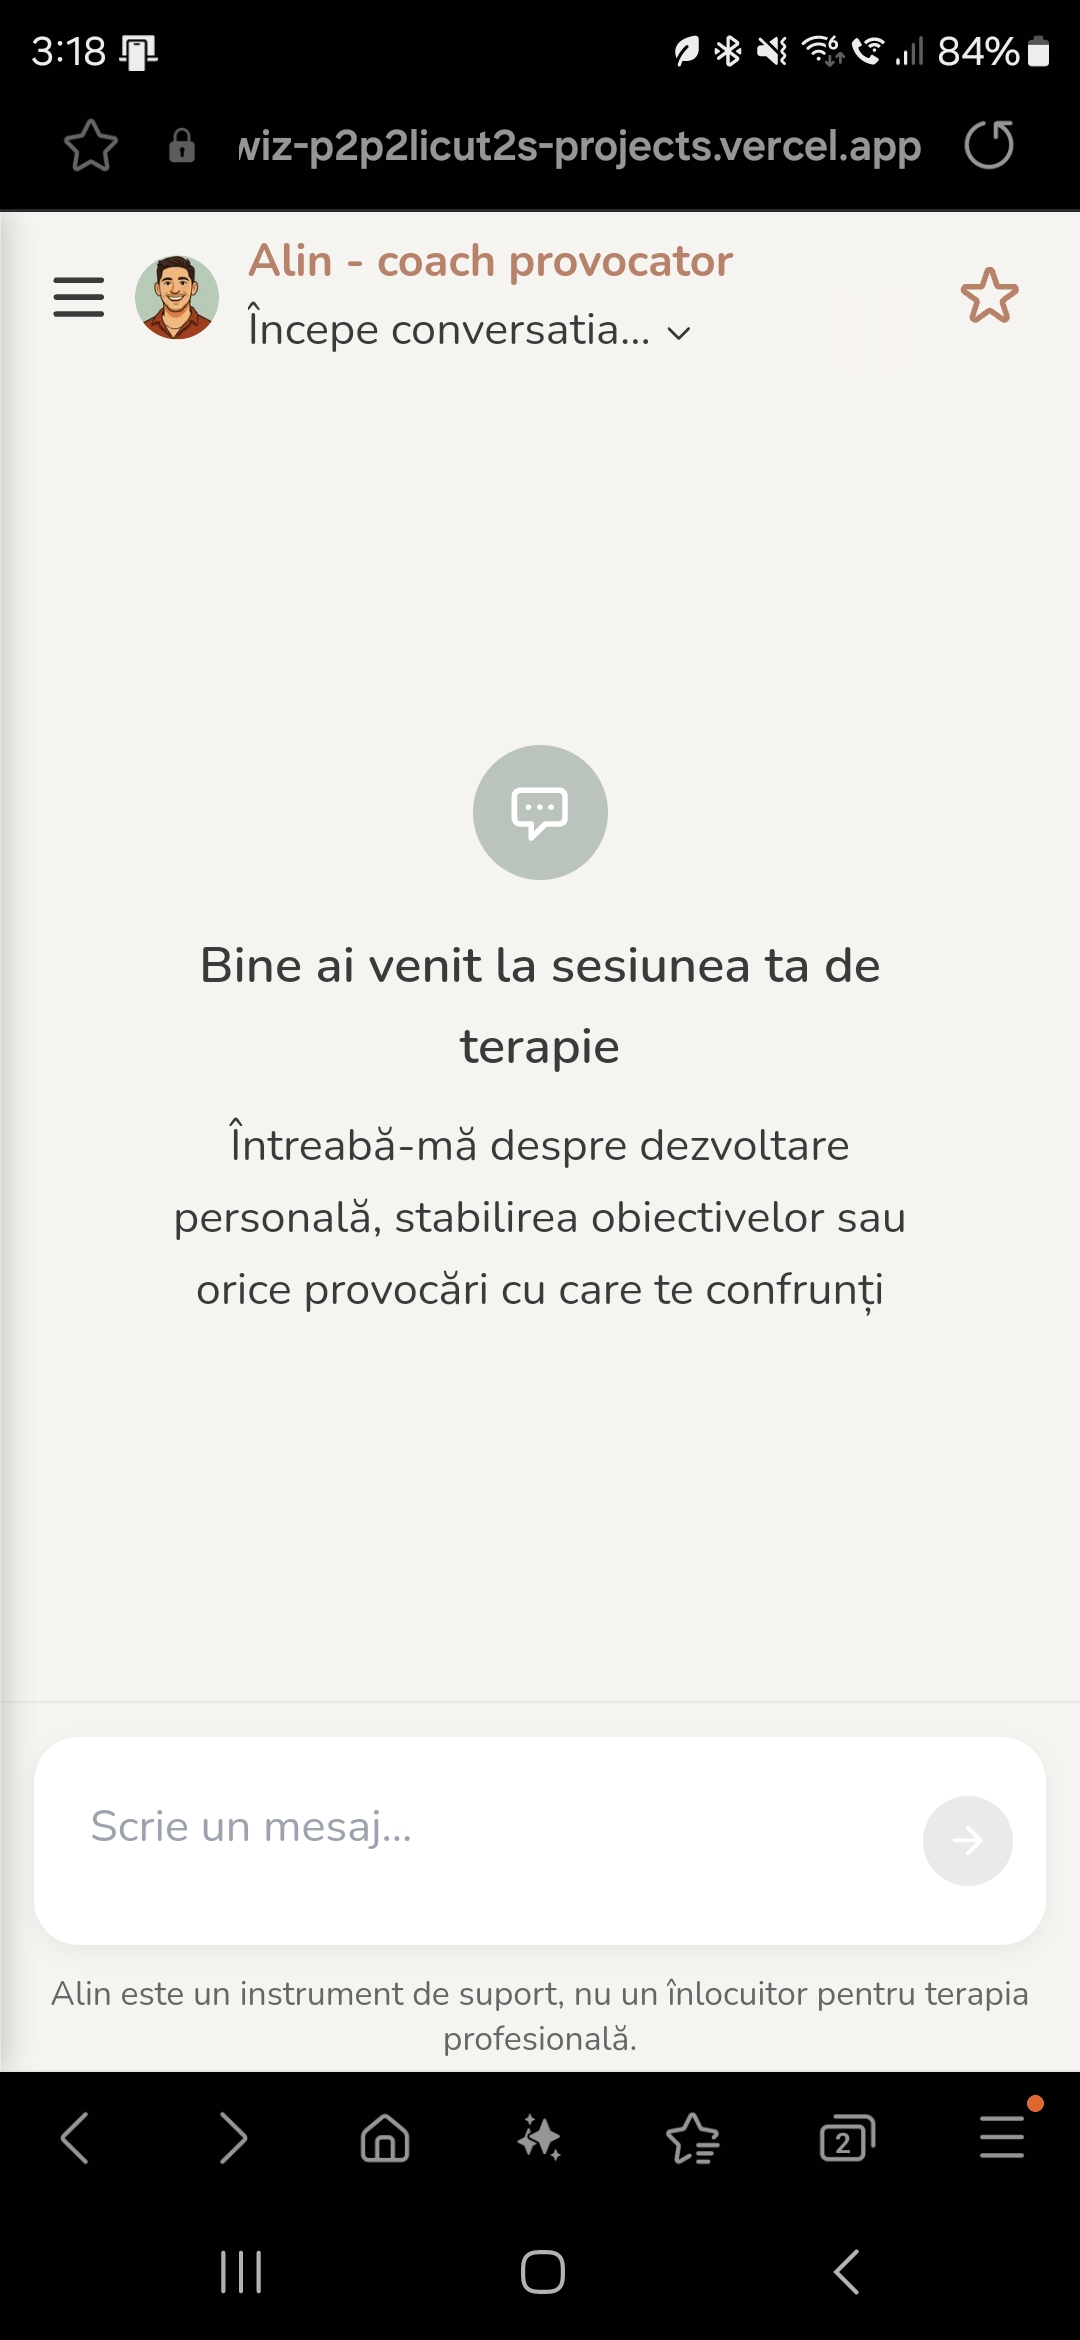 3:18
84%
wiz-p2p2licut2s-projects.vercel.app
Alin - coach provocator
Începe conversatia...
Bine ai venit la sesiunea ta de
terapie
Întreabă-mă despre dezvoltare
personală, stabilirea obiectivelor sau
orice provocări cu care te confrunți
Scrie un mesaj...
Alin este un instrument de suport, nu un înlocuitor pentru terapia
profesională.
2